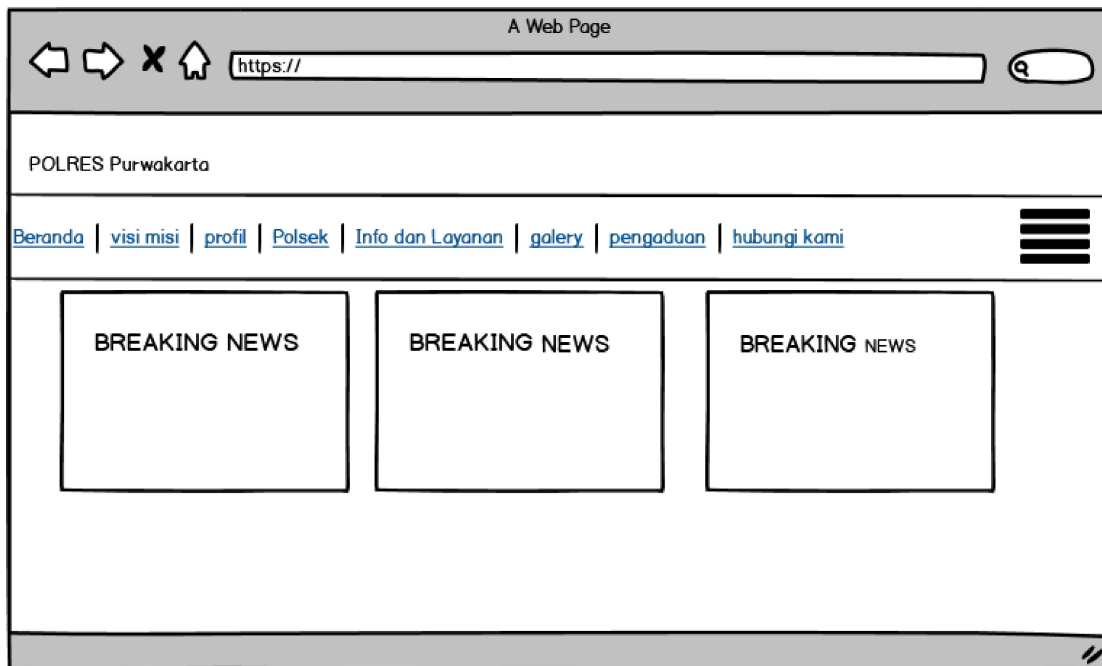 A Web Page
https://
POLRES Purwakarta
Beranda | visi misi | profil | Polsek | Info dan Layanan | galery | pengaduan | hubungi kami
BREAKING NEWS
BREAKING NEWS
BREAKING NEWS